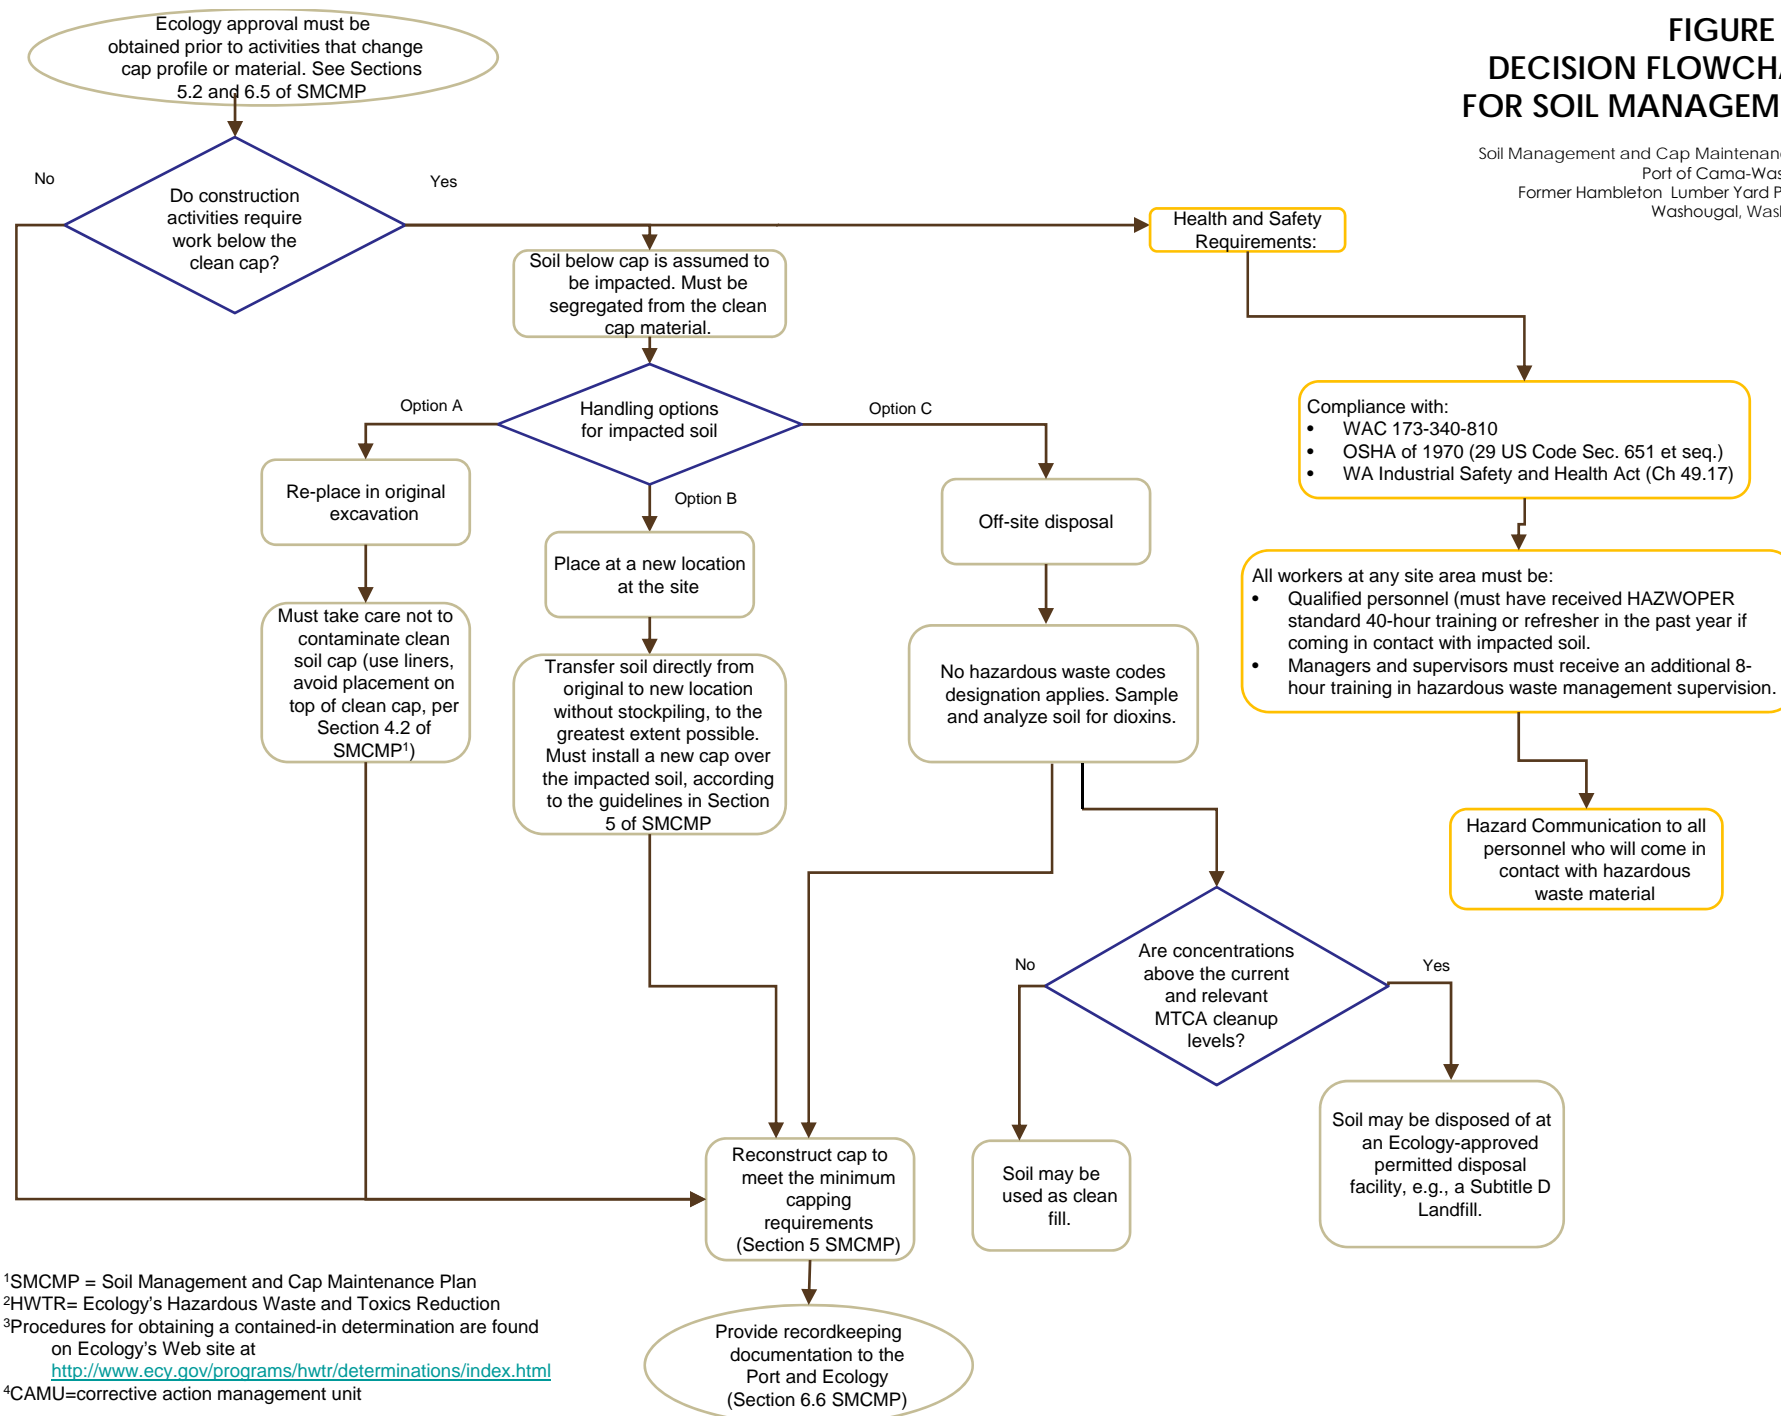 Ecology approval must be
obtained prior to activities that change
cap profile or material. See Sections
5.2 and 6.5 of SMCMP
FIGURE
DECISION FLOWCHA
FOR SOIL MANAGEM
Soil Management and Cap Maintenanc
Port of Cama-Was
Former Hambleton Lumber Yard P
Washougal, Wash
No
Yes
Do construction
activities require
work below the
clean cap?
Health and Safety
Requirements:
Soil below cap is assumed to
be impacted. Must be
segregated from the clean
cap material.
Option A
Handling options
for impacted soil
Option C
Option B
Compliance with:
• WAC 173-340-810
• OSHA of 1970 (29 US Code Sec. 651 et seq.)
• WA Industrial Safety and Health Act (Ch 49.17)
Re-place in original
excavation
Place at a new location
at the site
Off-site disposal
All workers at any site area must be:
• Qualified personnel (must have received HAZWOPER
standard 40-hour training or refresher in the past year if
coming in contact with impacted soil.
• Managers and supervisors must receive an additional 8-
hour training in hazardous waste management supervision.
Must take care not to
contaminate clean
soil cap (use liners,
avoid placement on
top of clean cap, per
Section 4.2 of
SMCMP¹)
Transfer soil directly from
original to new location
without stockpiling, to the
greatest extent possible.
Must install a new cap over
the impacted soil, according
to the guidelines in Section
5 of SMCMP
No hazardous waste codes
designation applies. Sample
and analyze soil for dioxins.
Hazard Communication to all
personnel who will come in
contact with hazardous
waste material
No
Yes
Are concentrations
above the current
and relevant
MTCA cleanup
levels?
Reconstruct cap to
meet the minimum
capping
requirements
(Section 5 SMCMP)
Soil may be
used as clean
fill.
Soil may be disposed of at
an Ecology-approved
permitted disposal
facility, e.g., a Subtitle D
Landfill.
Provide recordkeeping
documentation to the
Port and Ecology
(Section 6.6 SMCMP)
¹SMCMP = Soil Management and Cap Maintenance Plan
²HWTR= Ecology's Hazardous Waste and Toxics Reduction
³Procedures for obtaining a contained-in determination are found
on Ecology's Web site at
http://www.ecy.gov/programs/hwtr/determinations/index.html
⁴CAMU=corrective action management unit